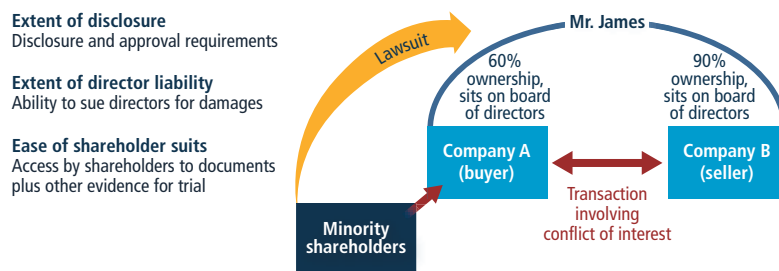 Extent of disclosure
Disclosure and approval requirements
Extent of director liability
Ability to sue directors for damages
Ease of shareholder suits
Access by shareholders to documents
plus other evidence for trial
Lawsuit
Mr. James
60%
ownership,
sits on board
of directors
90%
ownership,
sits on board
of directors
Company A
(buyer)
Company B
(seller)
Transaction
involving
conflict of interest
Minority
shareholders